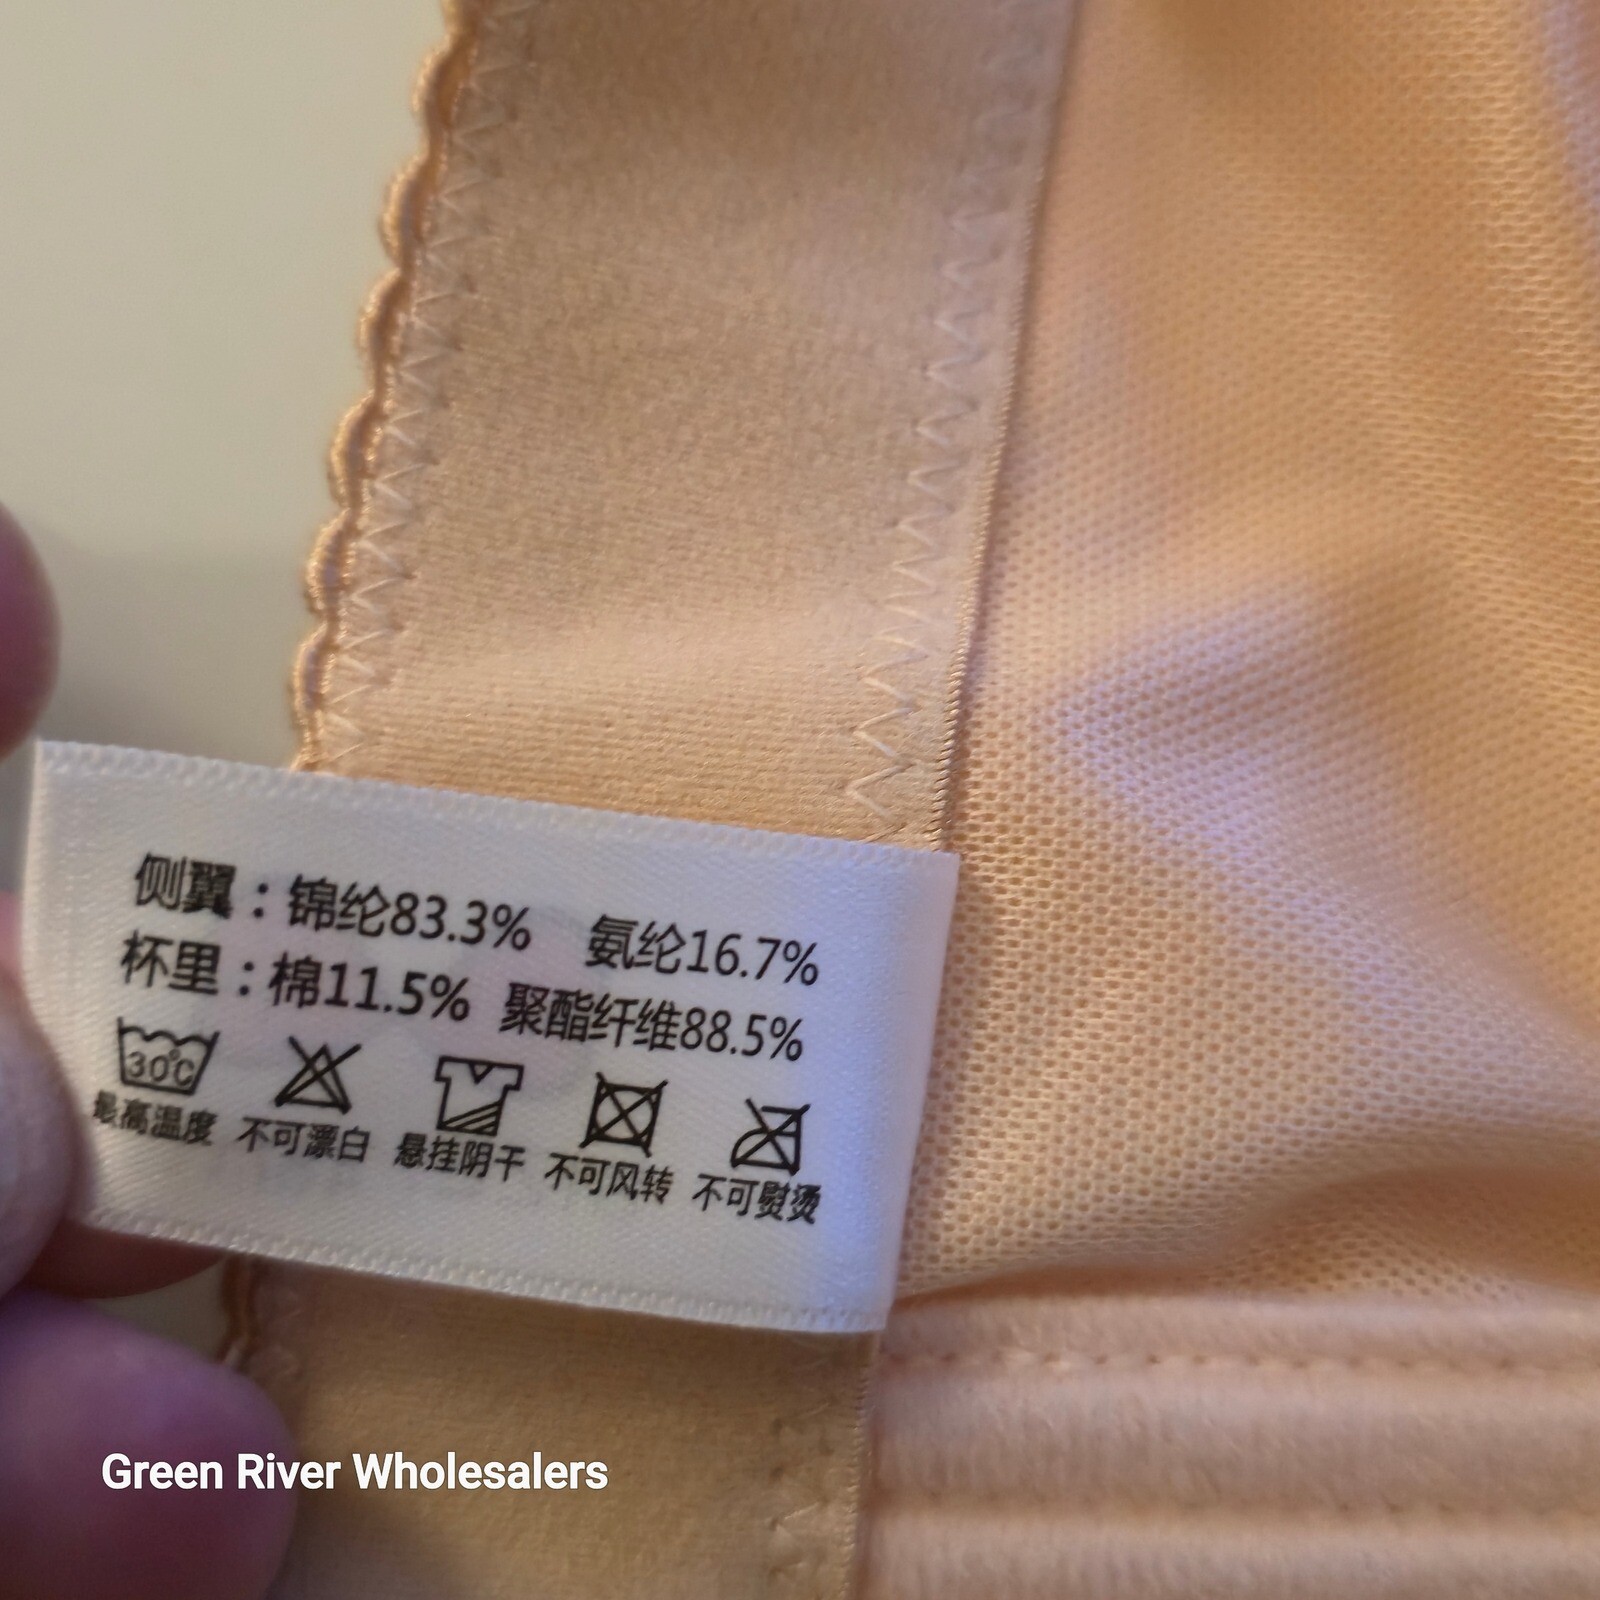 侧翼：锦纶83.3% 氨纶16.7%
杯里：棉11.5% 聚酯纤维88.5%
30℃
最高温度 不可漂白 悬挂阴干 不可风转 不可熨烫
Green River Wholesalers